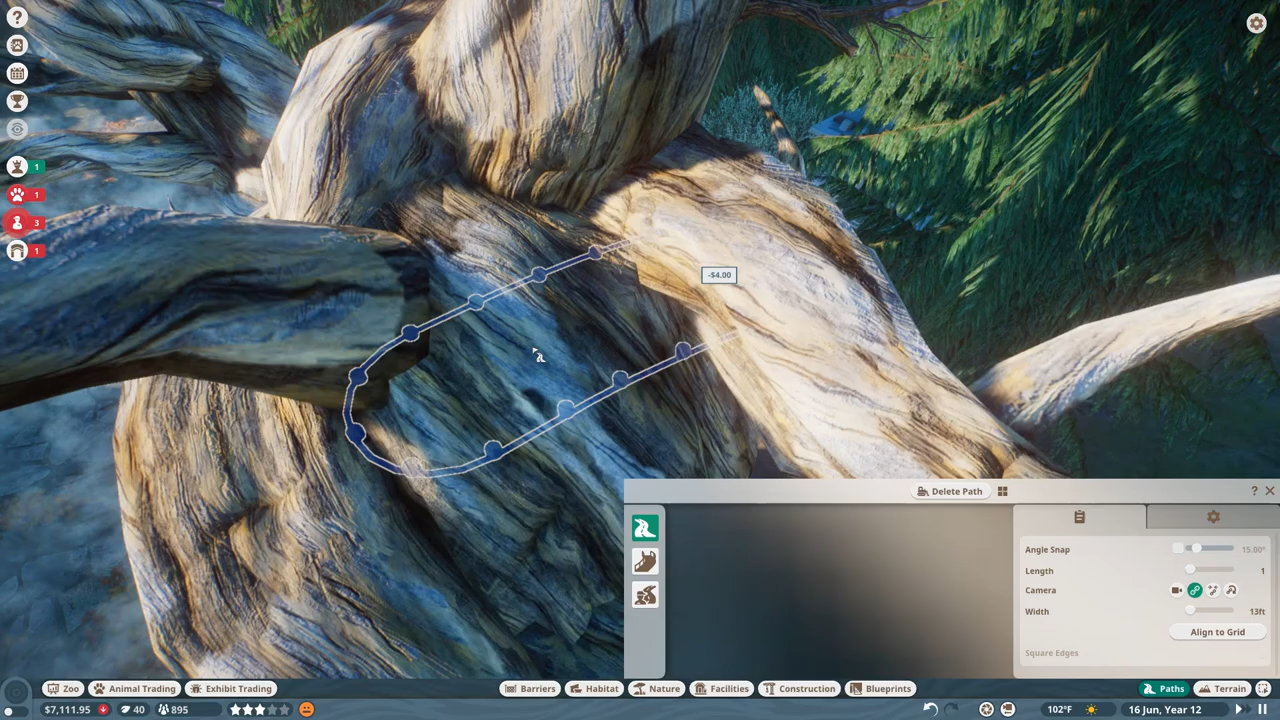 ?
1
1
3
1
-$4.00
Delete Path
?
Angle Snap 15.00°
Length 1
Camera
Width 13ft
Align to Grid
Square Edges
Zoo Animal Trading Exhibit Trading Barriers Habitat Nature Facilities Construction Blueprints Paths Terrain
$7,111.95 40 895 102°F 16 Jun, Year 12